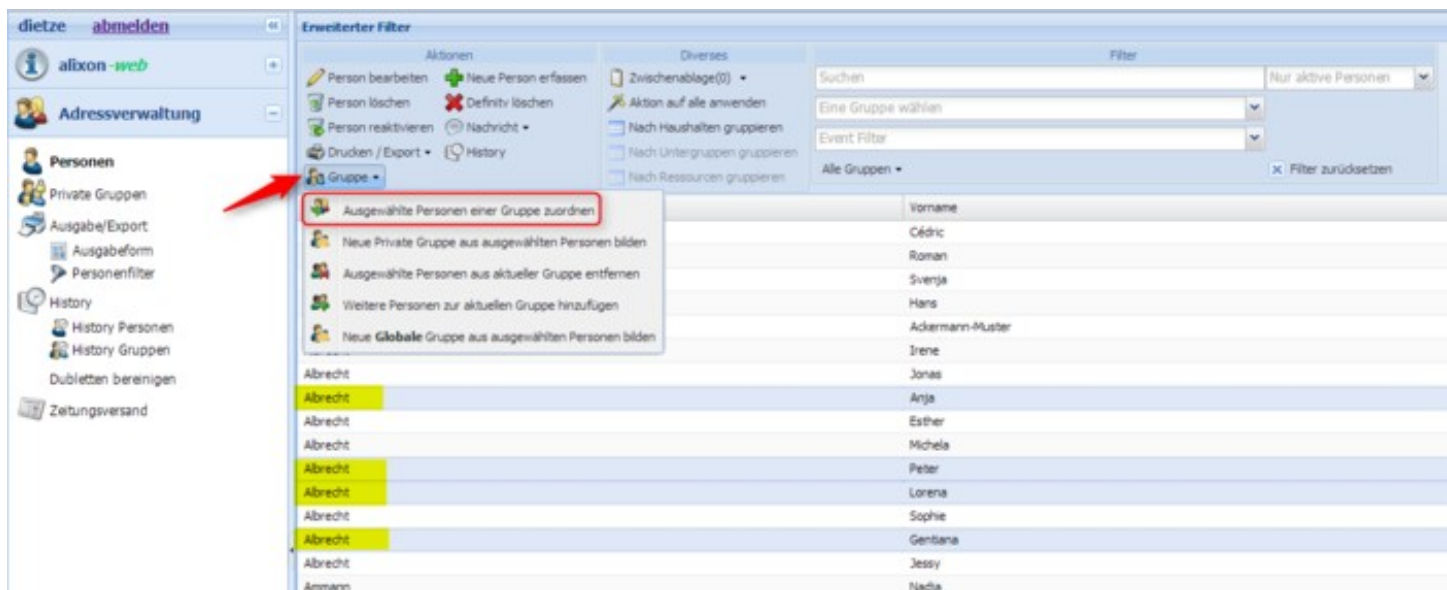 dietze abmelden
alixon-web
Adressverwaltung
Personen
Private Gruppen
Ausgabe/Export
Ausgabeform
Personenfilter
History
History Personen
History Gruppen
Dubletten bereinigen
Zeitungsversand
Erweiterter Filter
Aktionen
Person bearbeiten Neue Person erfassen
Person löschen Definitv löschen
Person reaktivieren Nachricht
Drucken / Export History
Gruppe
Diverses
Zwischenablage(0)
Aktion auf alle anwenden
Nach Haushalten gruppieren
Nach Untergruppen gruppieren
Nach Ressourcen gruppieren
Filter
Suchen Nur aktive Personen
Eine Gruppe wählen
Event Filter
Alle Gruppen Filter zurücksetzen
Ausgewählte Personen einer Gruppe zuordnen
Neue Private Gruppe aus ausgewählten Personen bilden
Ausgewählte Personen aus aktueller Gruppe entfernen
Weitere Personen zur aktuellen Gruppe hinzufügen
Neue Globale Gruppe aus ausgewählten Personen bilden
Vorname
Cédric
Roman
Svenja
Hans
Ackermann-Muster
Irene
Albrecht Jonas
Albrecht Anja
Albrecht Esther
Albrecht Michela
Albrecht Peter
Albrecht Lorena
Albrecht Sophie
Albrecht Gentiana
Albrecht Jessy
Ammann Nadia